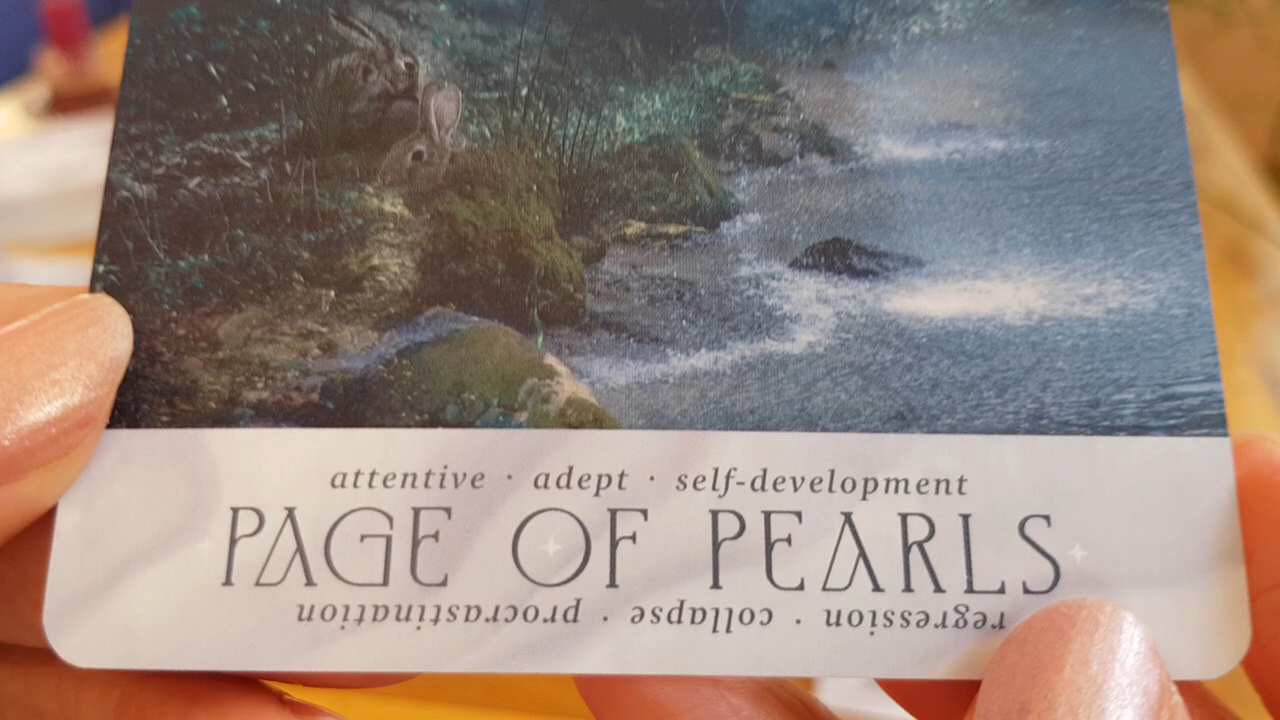 attentive · adept · self-development
PAGE OF PEARLS
procrastination · collapse · regression